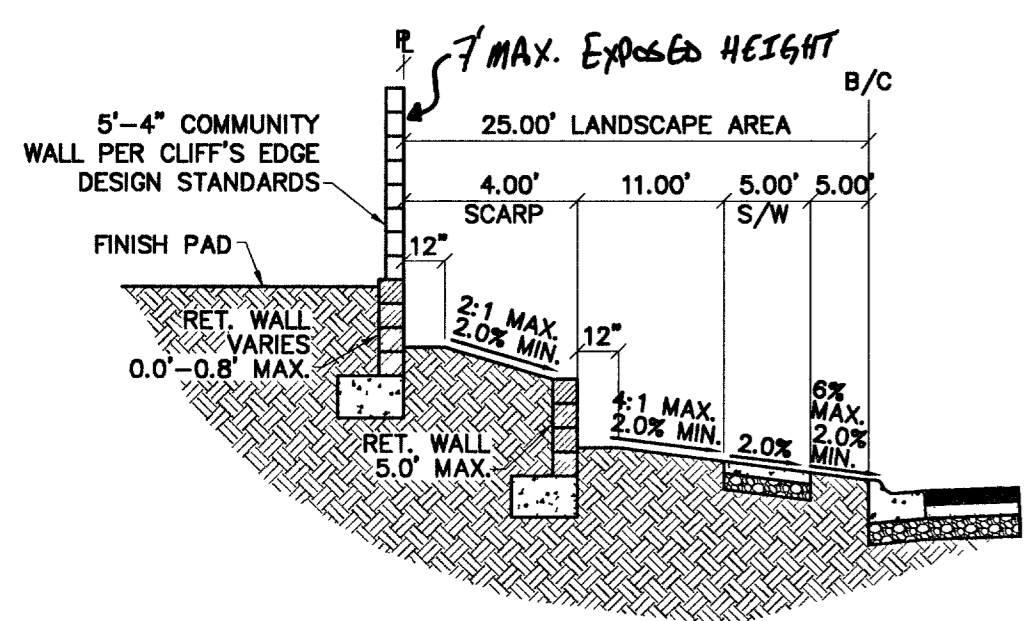 ℄
7' MAX. EXPOSED HEIGHT
B/C
5'-4" COMMUNITY
WALL PER CLIFF'S EDGE
DESIGN STANDARDS
25.00' LANDSCAPE AREA
4.00'
SCARP
11.00'
5.00'
S/W
5.00'
FINISH PAD
12"
RET. WALL
VARIES
0.0'-0.8' MAX.
2:1 MAX.
2.0% MIN.
12"
RET. WALL
5.0' MAX.
4:1 MAX.
2.0% MIN.
2.0%
6%
MAX.
2.0%
MIN.